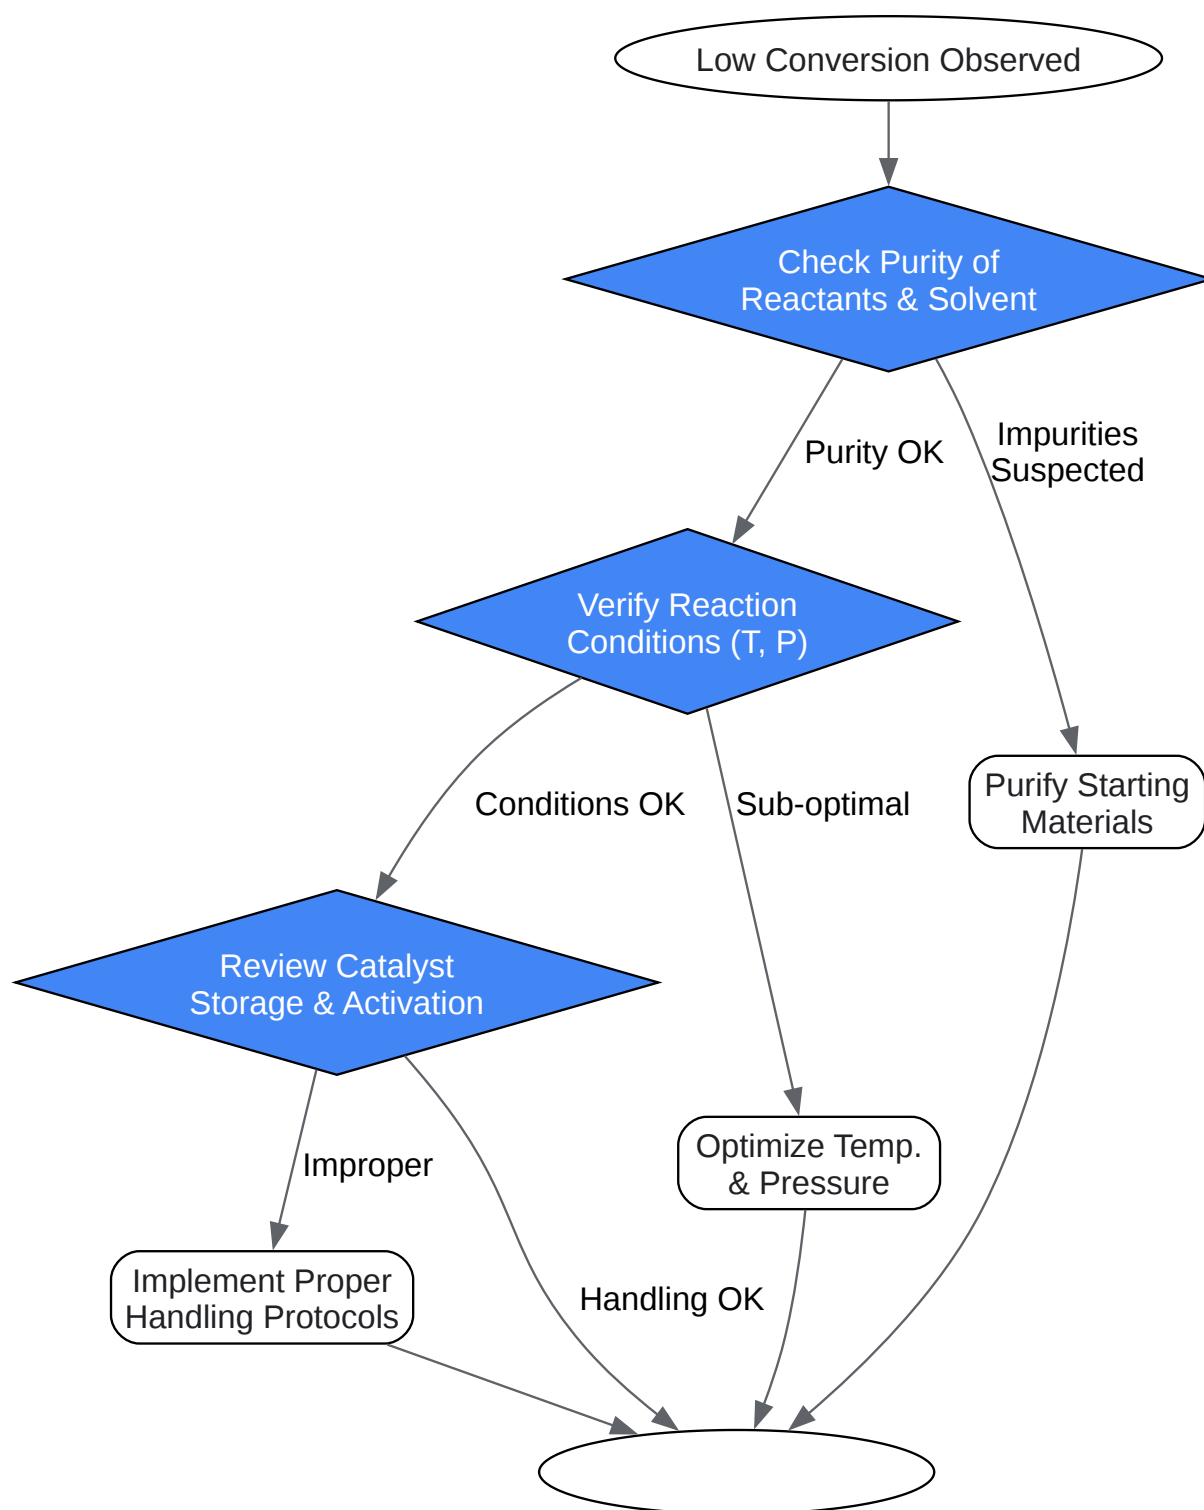 Low Conversion Observed
Check Purity of
Reactants & Solvent
Purity OK
Impurities
Suspected
Verify Reaction
Conditions (T, P)
Conditions OK
Sub-optimal
Purify Starting
Materials
Review Catalyst
Storage & Activation
Improper
Optimize Temp.
& Pressure
Implement Proper
Handling Protocols
Handling OK